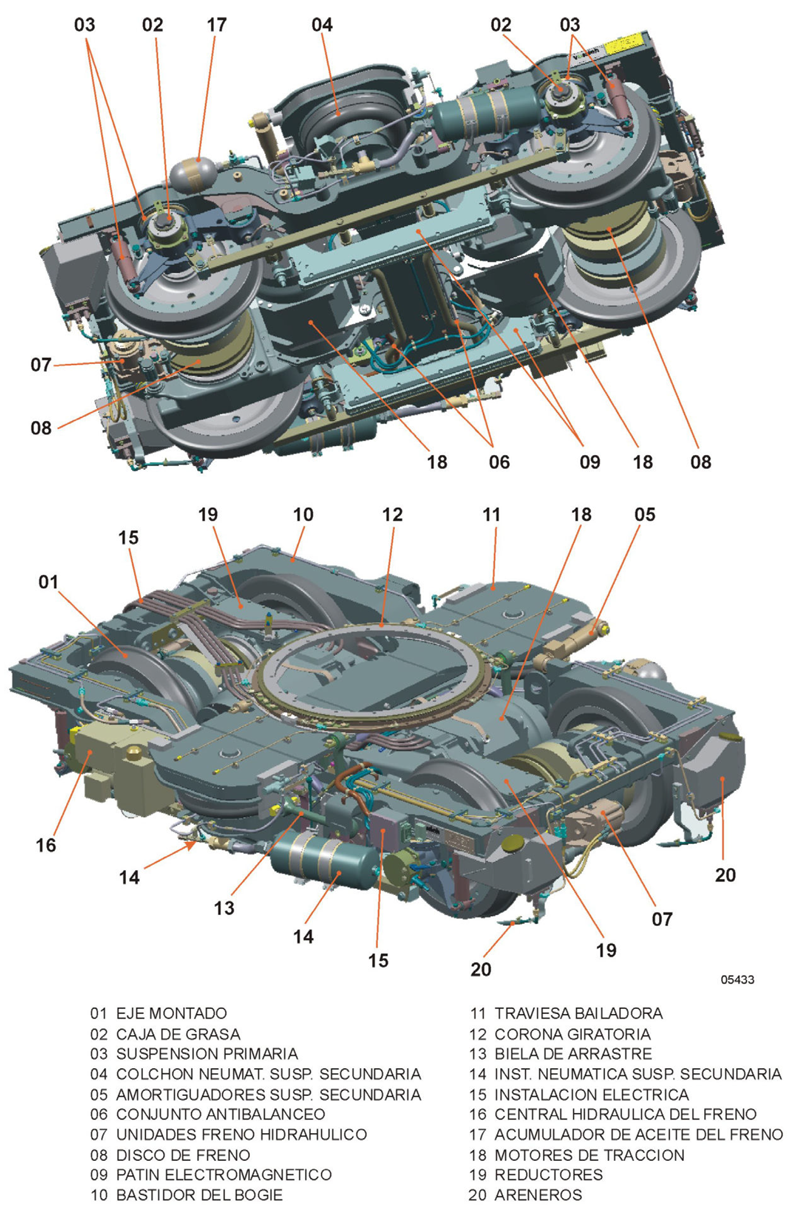 03 02 17 04 02 03
07
08
18 06 09 18 08
15 19 10 12 11 18 05
01
16
14
13
14
15
20
19
07
20
05433
01 EJE MONTADO
02 CAJA DE GRASA
03 SUSPENSION PRIMARIA
04 COLCHON NEUMAT. SUSP. SECUNDARIA
05 AMORTIGUADORES SUSP. SECUNDARIA
06 CONJUNTO ANTIBALANCEO
07 UNIDADES FRENO HIDRAHULICO
08 DISCO DE FRENO
09 PATIN ELECTROMAGNETICO
10 BASTIDOR DEL BOGIE
11 TRAVIESA BAILADORA
12 CORONA GIRATORIA
13 BIELA DE ARRASTRE
14 INST. NEUMATICA SUSP. SECUNDARIA
15 INSTALACION ELECTRICA
16 CENTRAL HIDRAULICA DEL FRENO
17 ACUMULADOR DE ACEITE DEL FRENO
18 MOTORES DE TRACCION
19 REDUCTORES
20 ARENEROS